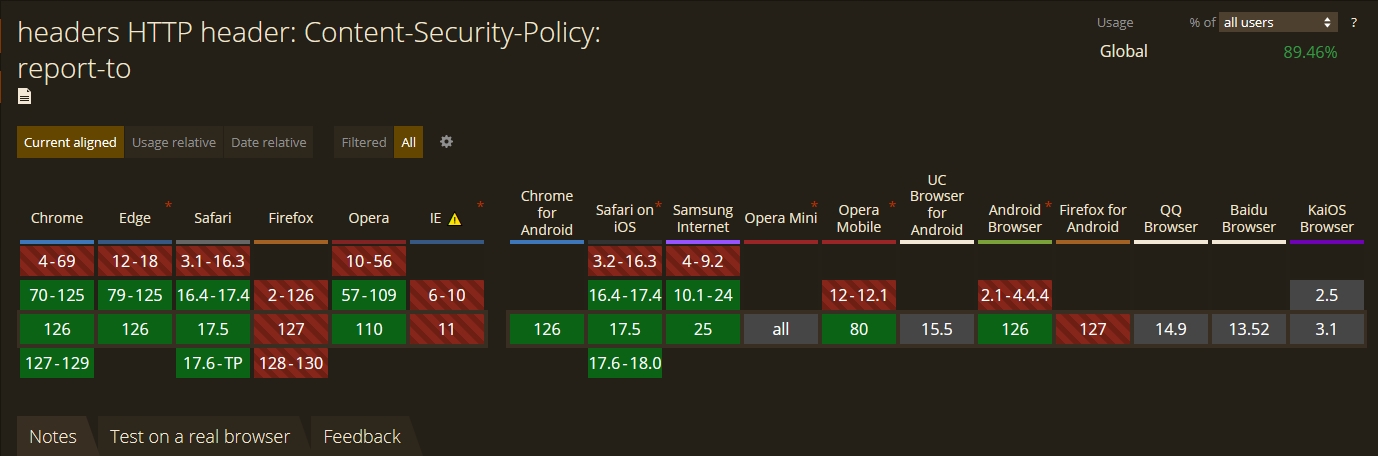 headers HTTP header: Content-Security-Policy:
report-to
Usage % of all users ?
Global 89.46%
Current aligned Usage relative Date relative Filtered All
Chrome Edge * Safari Firefox Opera IE * Chrome for Android Safari on iOS * Samsung Internet Opera Mini * Opera Mobile * UC Browser for Android Android Browser * Firefox for Android QQ Browser Baidu Browser KaiOS Browser
4-69 12-18 3.1-16.3 10-56 3.2-16.3 4-9.2
70-125 79-125 16.4-17.4 2-126 57-109 6-10 16.4-17.4 10.1-24 12-12.1 2.1-4.4.4 2.5
126 126 17.5 127 110 11 126 17.5 25 all 80 15.5 126 127 14.9 13.52 3.1
127-129 17.6-TP 128-130 17.6-18.0
Notes Test on a real browser Feedback